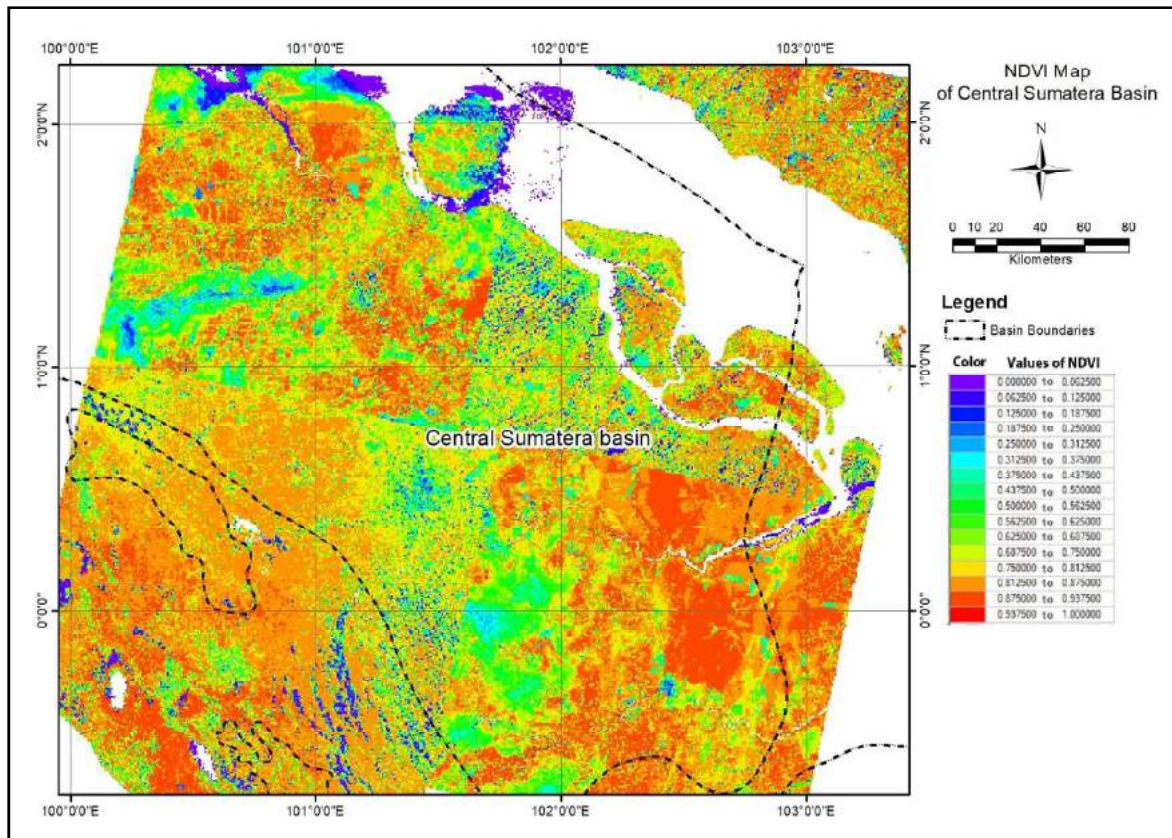 100°0'0"E 101°0'0"E 102°0'0"E 103°0'0"E
NDVI Map
of Central Sumatera Basin
N
0 10 20 40 60 80
Kilometers
Legend
Basin Boundaries
Color Values of NDVI
0.000000 to 0.062500
0.062500 to 0.125000
0.125000 to 0.187500
0.187500 to 0.250000
0.250000 to 0.312500
0.312500 to 0.375000
0.375000 to 0.437500
0.437500 to 0.500000
0.500000 to 0.562500
0.562500 to 0.625000
0.625000 to 0.687500
0.687500 to 0.750000
0.750000 to 0.812500
0.812500 to 0.875000
0.875000 to 0.937500
0.937500 to 1.000000
2°0'0"N 2°0'0"N
1°0'0"N 1°0'0"N
Central Sumatera basin
0°0'0" 0°0'0"
100°0'0"E 101°0'0"E 102°0'0"E 103°0'0"E